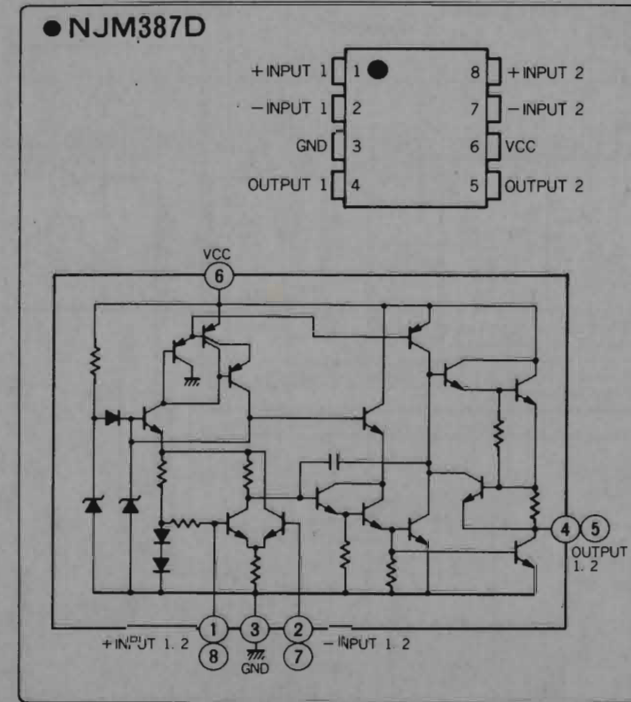 ● NJM387D
+INPUT 1 1 ● 8 +INPUT 2
−INPUT 1 2 7 −INPUT 2
GND 3 6 VCC
OUTPUT 1 4 5 OUTPUT 2
VCC
6
4 5
OUTPUT
1. 2
1 3 2
+INPUT 1. 2 −INPUT 1. 2
8 GND 7